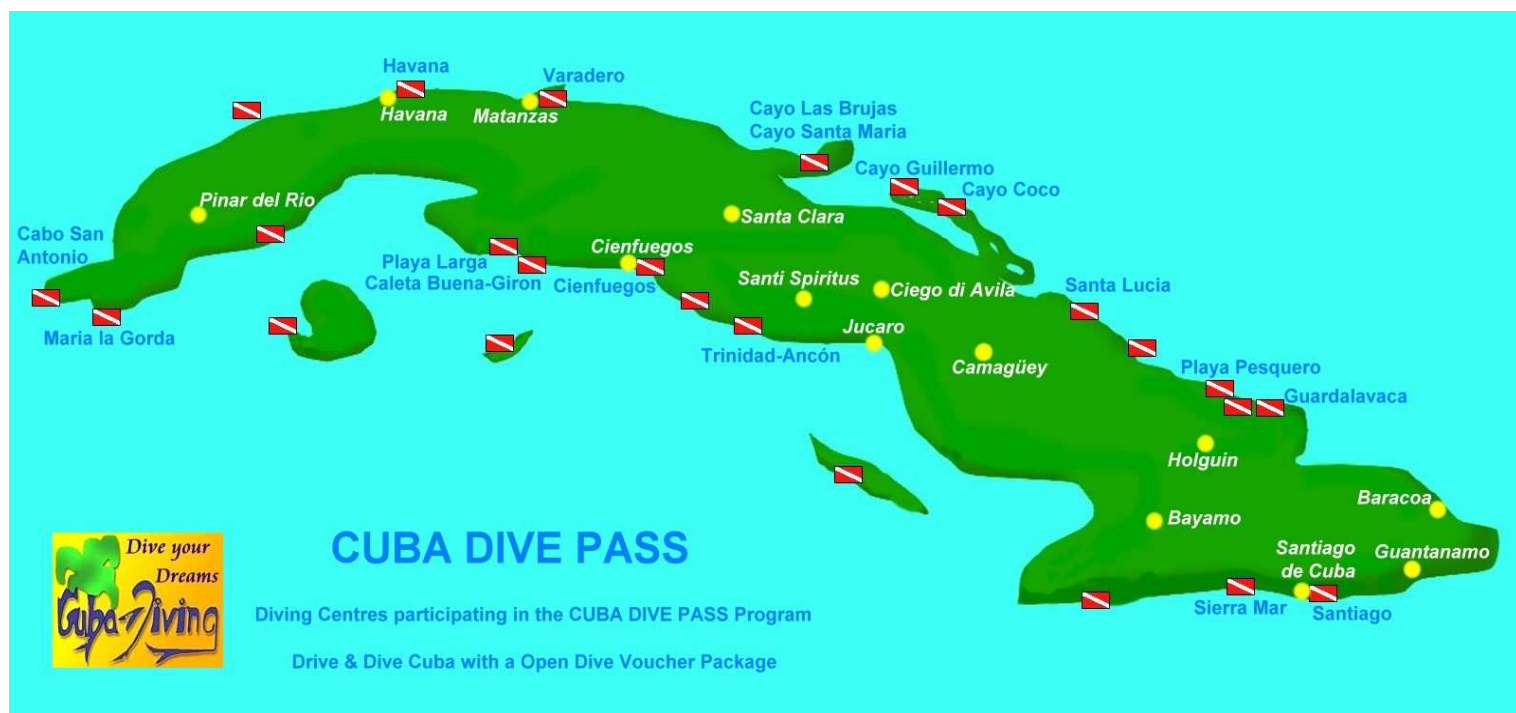 Havana
Varadero
Havana
Matanzas
Cayo Las Brujas
Cayo Santa Maria
Cayo Guillermo
Cayo Coco
Pinar del Rio
Santa Clara
Cabo San
Antonio
Cienfuegos
Playa Larga
Caleta Buena-Giron
Cienfuegos
Santi Spiritus
Ciego di Avila
Santa Lucia
Maria la Gorda
Jucaro
Trinidad-Ancón
Camagüey
Playa Pesquero
Guardalavaca
Holguin
Baracoa
Bayamo
Santiago
de Cuba
Guantanamo
Sierra Mar
Santiago
Dive your
Dreams
Cuba-Diving
CUBA DIVE PASS
Diving Centres participating in the CUBA DIVE PASS Program
Drive & Dive Cuba with a Open Dive Voucher Package